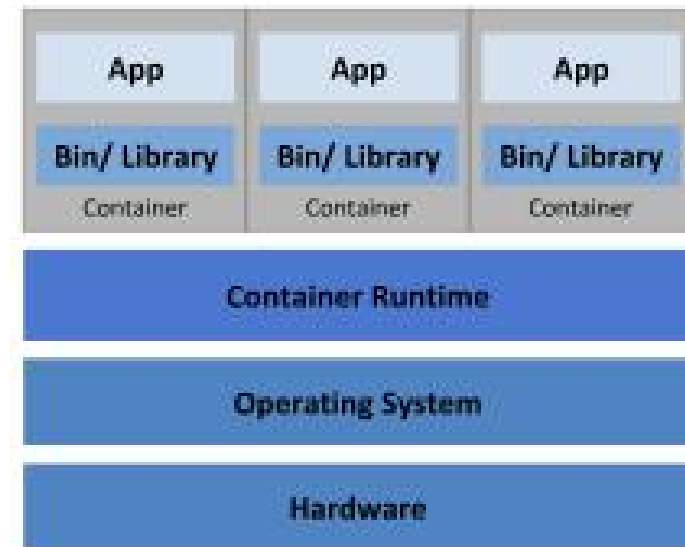 App App App
Bin/ Library Bin/ Library Bin/ Library
Container Container Container
Container Runtime
Operating System
Hardware